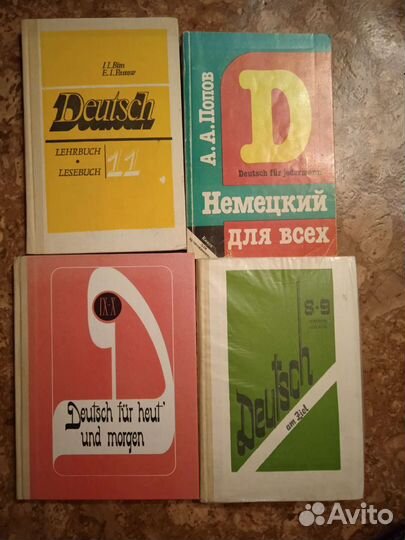 I. L. Bim
E. I. Passow
Deutsch
LEHRBUCH
•
LESEBUCH
11
А. А. Попов
D
Deutsch für jedermann
Немецкий
для всех
IX-X
Deutsch für heut'
und morgen
8-9
Deutsch
am Ziel
Avito